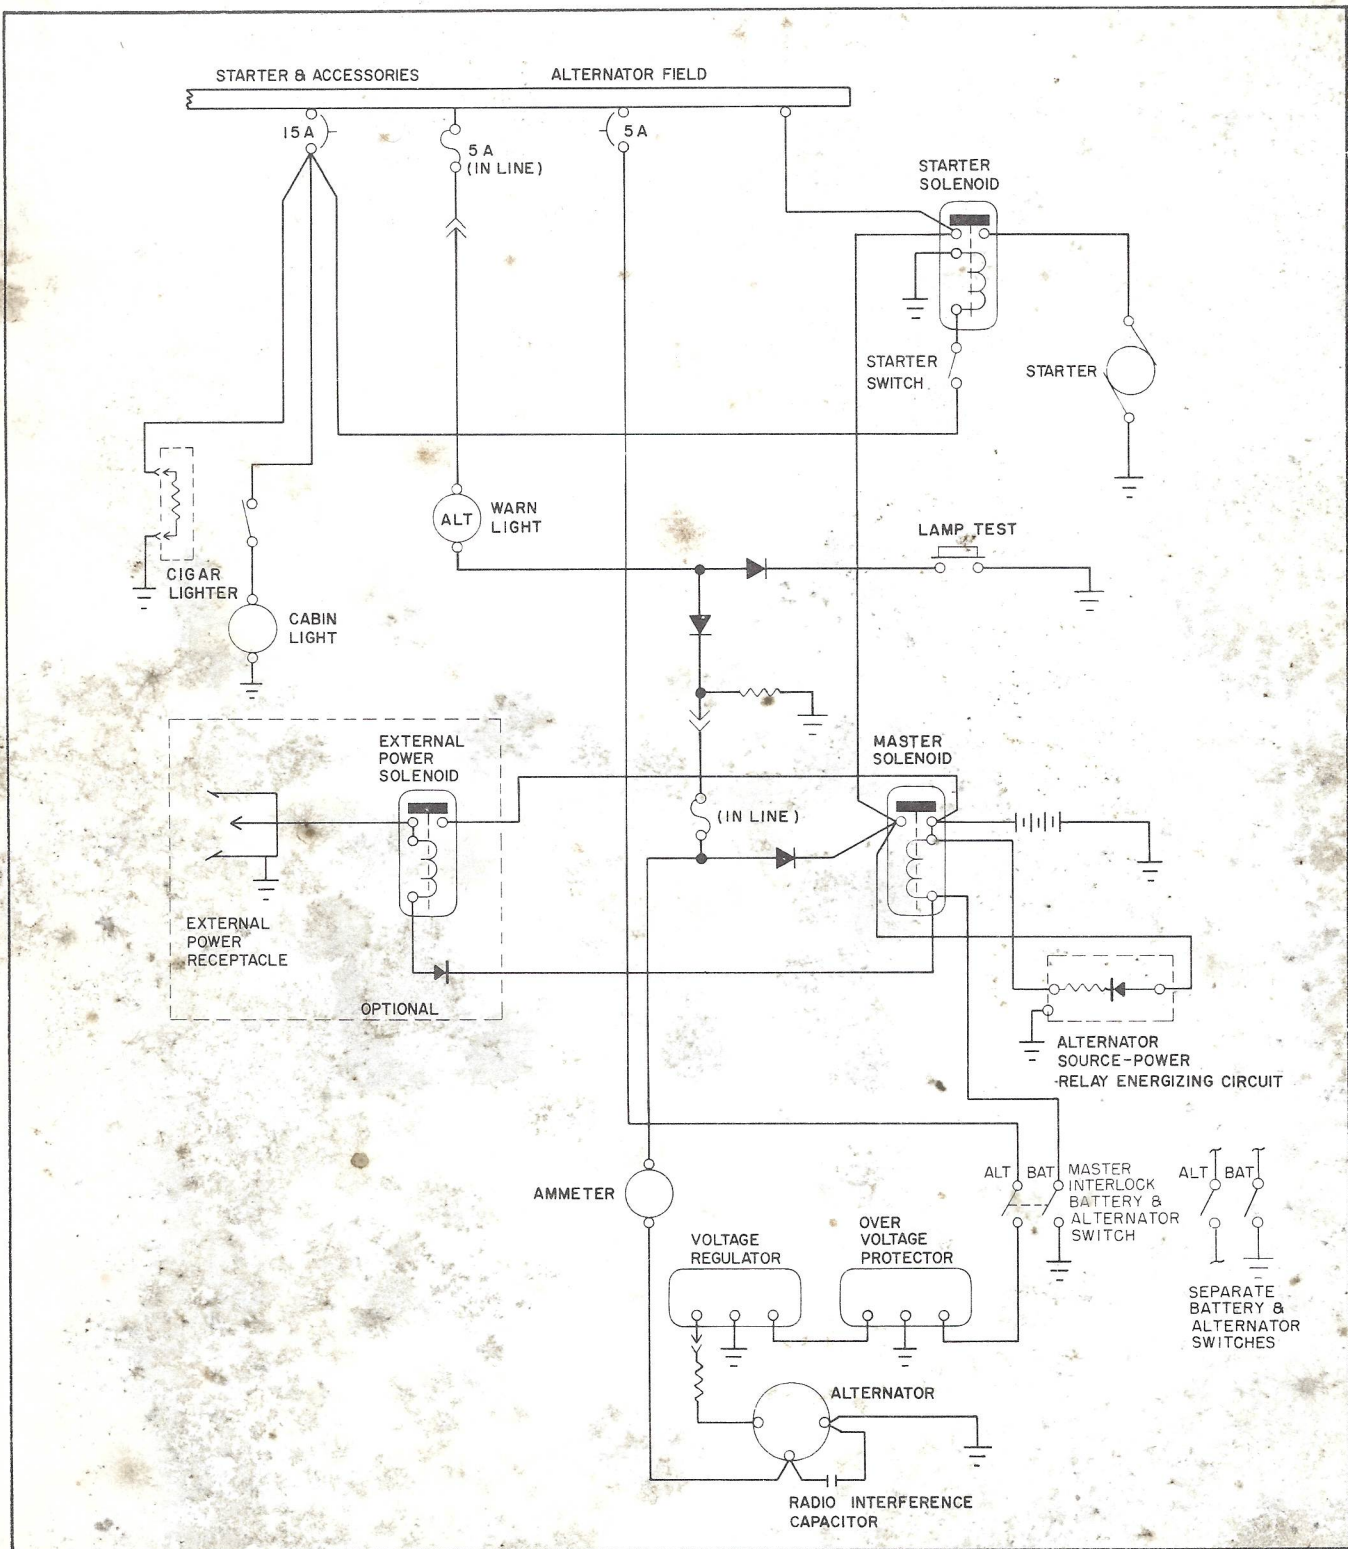 STARTER & ACCESSORIES
ALTERNATOR FIELD
15A
5 A
(IN LINE)
5A
STARTER
SOLENOID
STARTER
SWITCH
STARTER
ALT
WARN
LIGHT
LAMP TEST
CIGAR
LIGHTER
CABIN
LIGHT
EXTERNAL
POWER
SOLENOID
MASTER
SOLENOID
(IN LINE)
EXTERNAL
POWER
RECEPTACLE
OPTIONAL
ALTERNATOR
SOURCE-POWER
RELAY ENERGIZING CIRCUIT
ALT
BAT
MASTER
INTERLOCK
BATTERY &
ALTERNATOR
SWITCH
ALT
BAT
SEPARATE
BATTERY &
ALTERNATOR
SWITCHES
AMMETER
VOLTAGE
REGULATOR
OVER
VOLTAGE
PROTECTOR
ALTERNATOR
RADIO INTERFERENCE
CAPACITOR